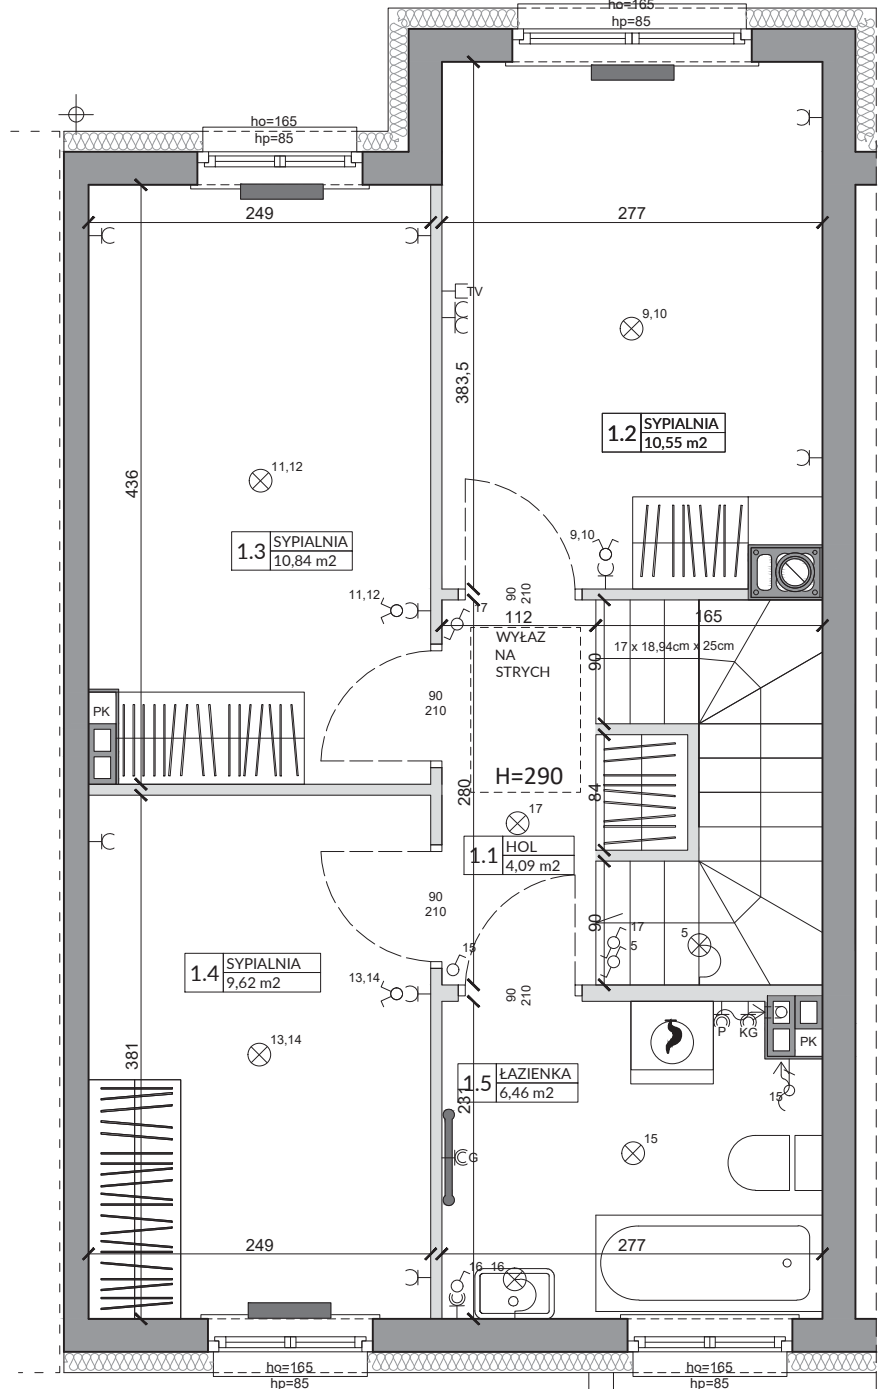 ho=165
hp=85
ho=165
hp=85
249
277
TV
9,10
383,5
1.2
SYPIALNIA
10,55 m2
11,12
436
1.3
SYPIALNIA
10,84 m2
9,10
11,12
90
210
17
112
165
WYŁAZ
NA
STRYCH
17 x 18,94cm x 25cm
90
PK
90
210
H=290
280
84
17
1.1
HOL
4,09 m2
90
210
90
17
5
5
15
1.4
SYPIALNIA
9,62 m2
13,14
90
210
P
KG
PK
13,14
381
1.5
ŁAZIENKA
6,46 m2
231
15
15
G
249
277
16
16
ho=165
hp=85
ho=165
hp=85